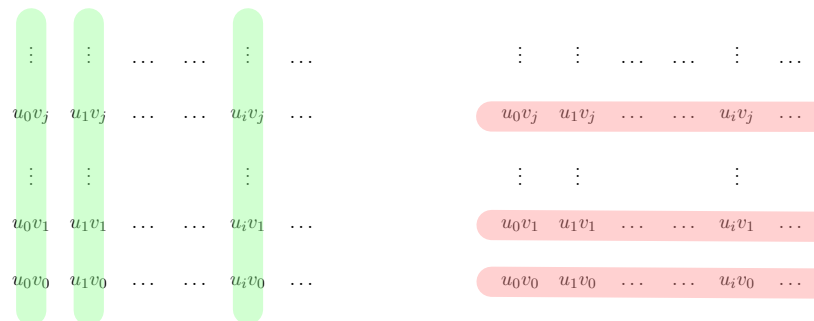 ⋮ ⋮ … … ⋮ … ⋮ ⋮ … … ⋮ …
u₀vⱼ u₁vⱼ … … uᵢvⱼ … u₀vⱼ u₁vⱼ … … uᵢvⱼ …
⋮ ⋮ ⋮ ⋮ ⋮ ⋮
u₀v₁ u₁v₁ … … uᵢv₁ … u₀v₁ u₁v₁ … … uᵢv₁ …
u₀v₀ u₁v₀ … … uᵢv₀ … u₀v₀ u₁v₀ … … uᵢv₀ …